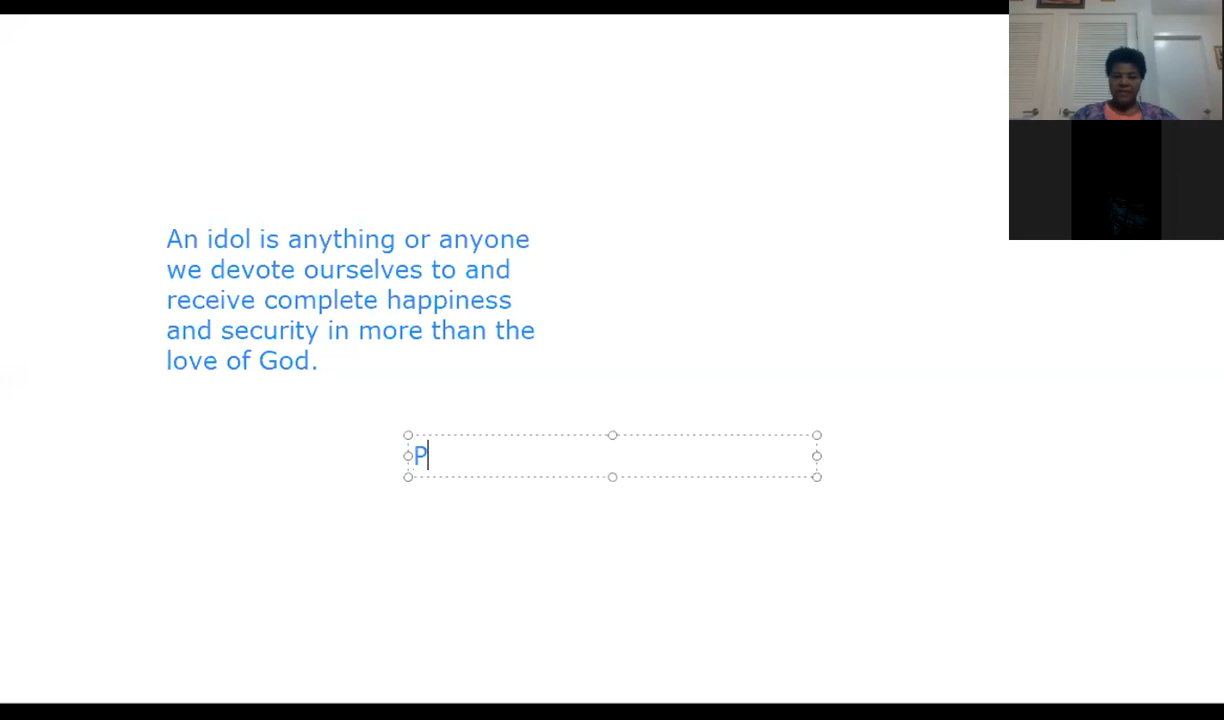 An idol is anything or anyone
we devote ourselves to and
receive complete happiness
and security in more than the
love of God.
P